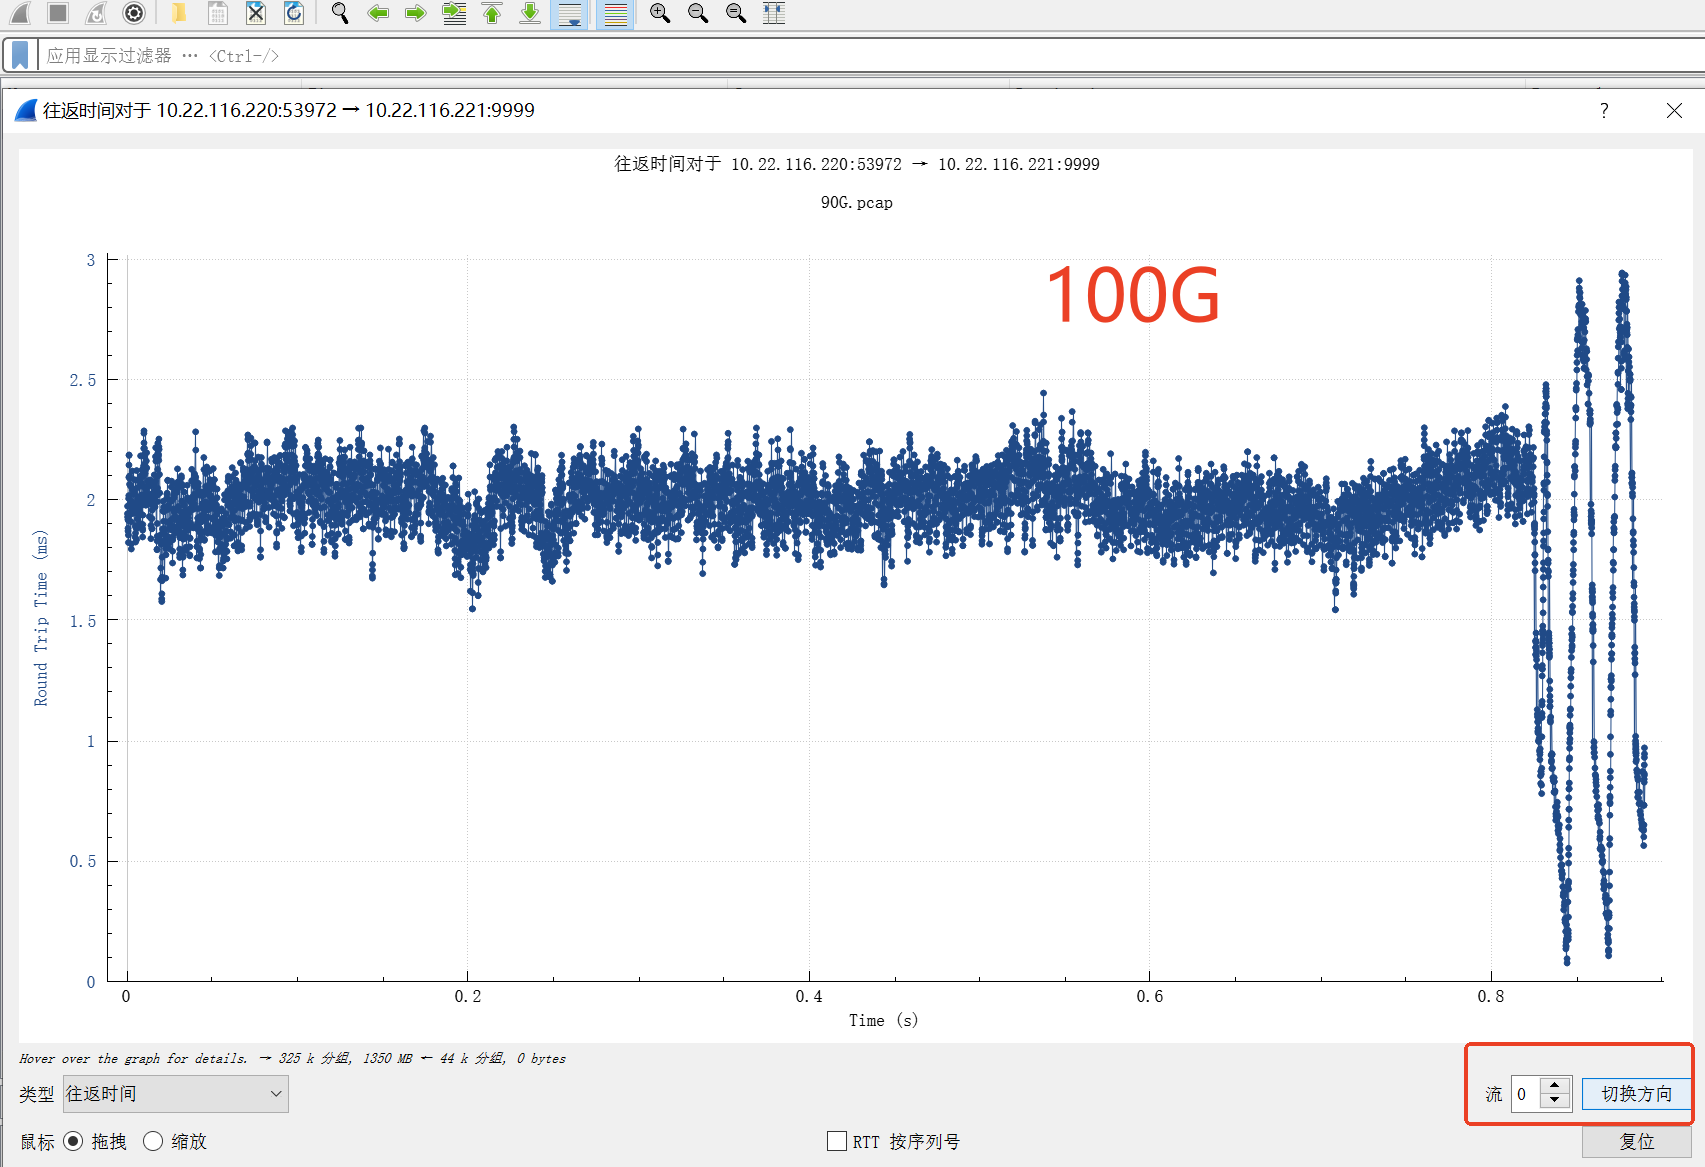 应用显示过滤器 … <Ctrl-/>
往返时间对于 10.22.116.220:53972 → 10.22.116.221:9999
?
往返时间对于 10.22.116.220:53972 → 10.22.116.221:9999
90G.pcap
100G
3
2.5
2
1.5
1
0.5
0
Round Trip Time (ms)
0
0.2
0.4
0.6
0.8
Time (s)
Hover over the graph for details. → 325 k 分组, 1350 MB ← 44 k 分组, 0 bytes
类型 往返时间
流 0 切换方向
鼠标 拖拽 缩放
RTT 按序列号
复位